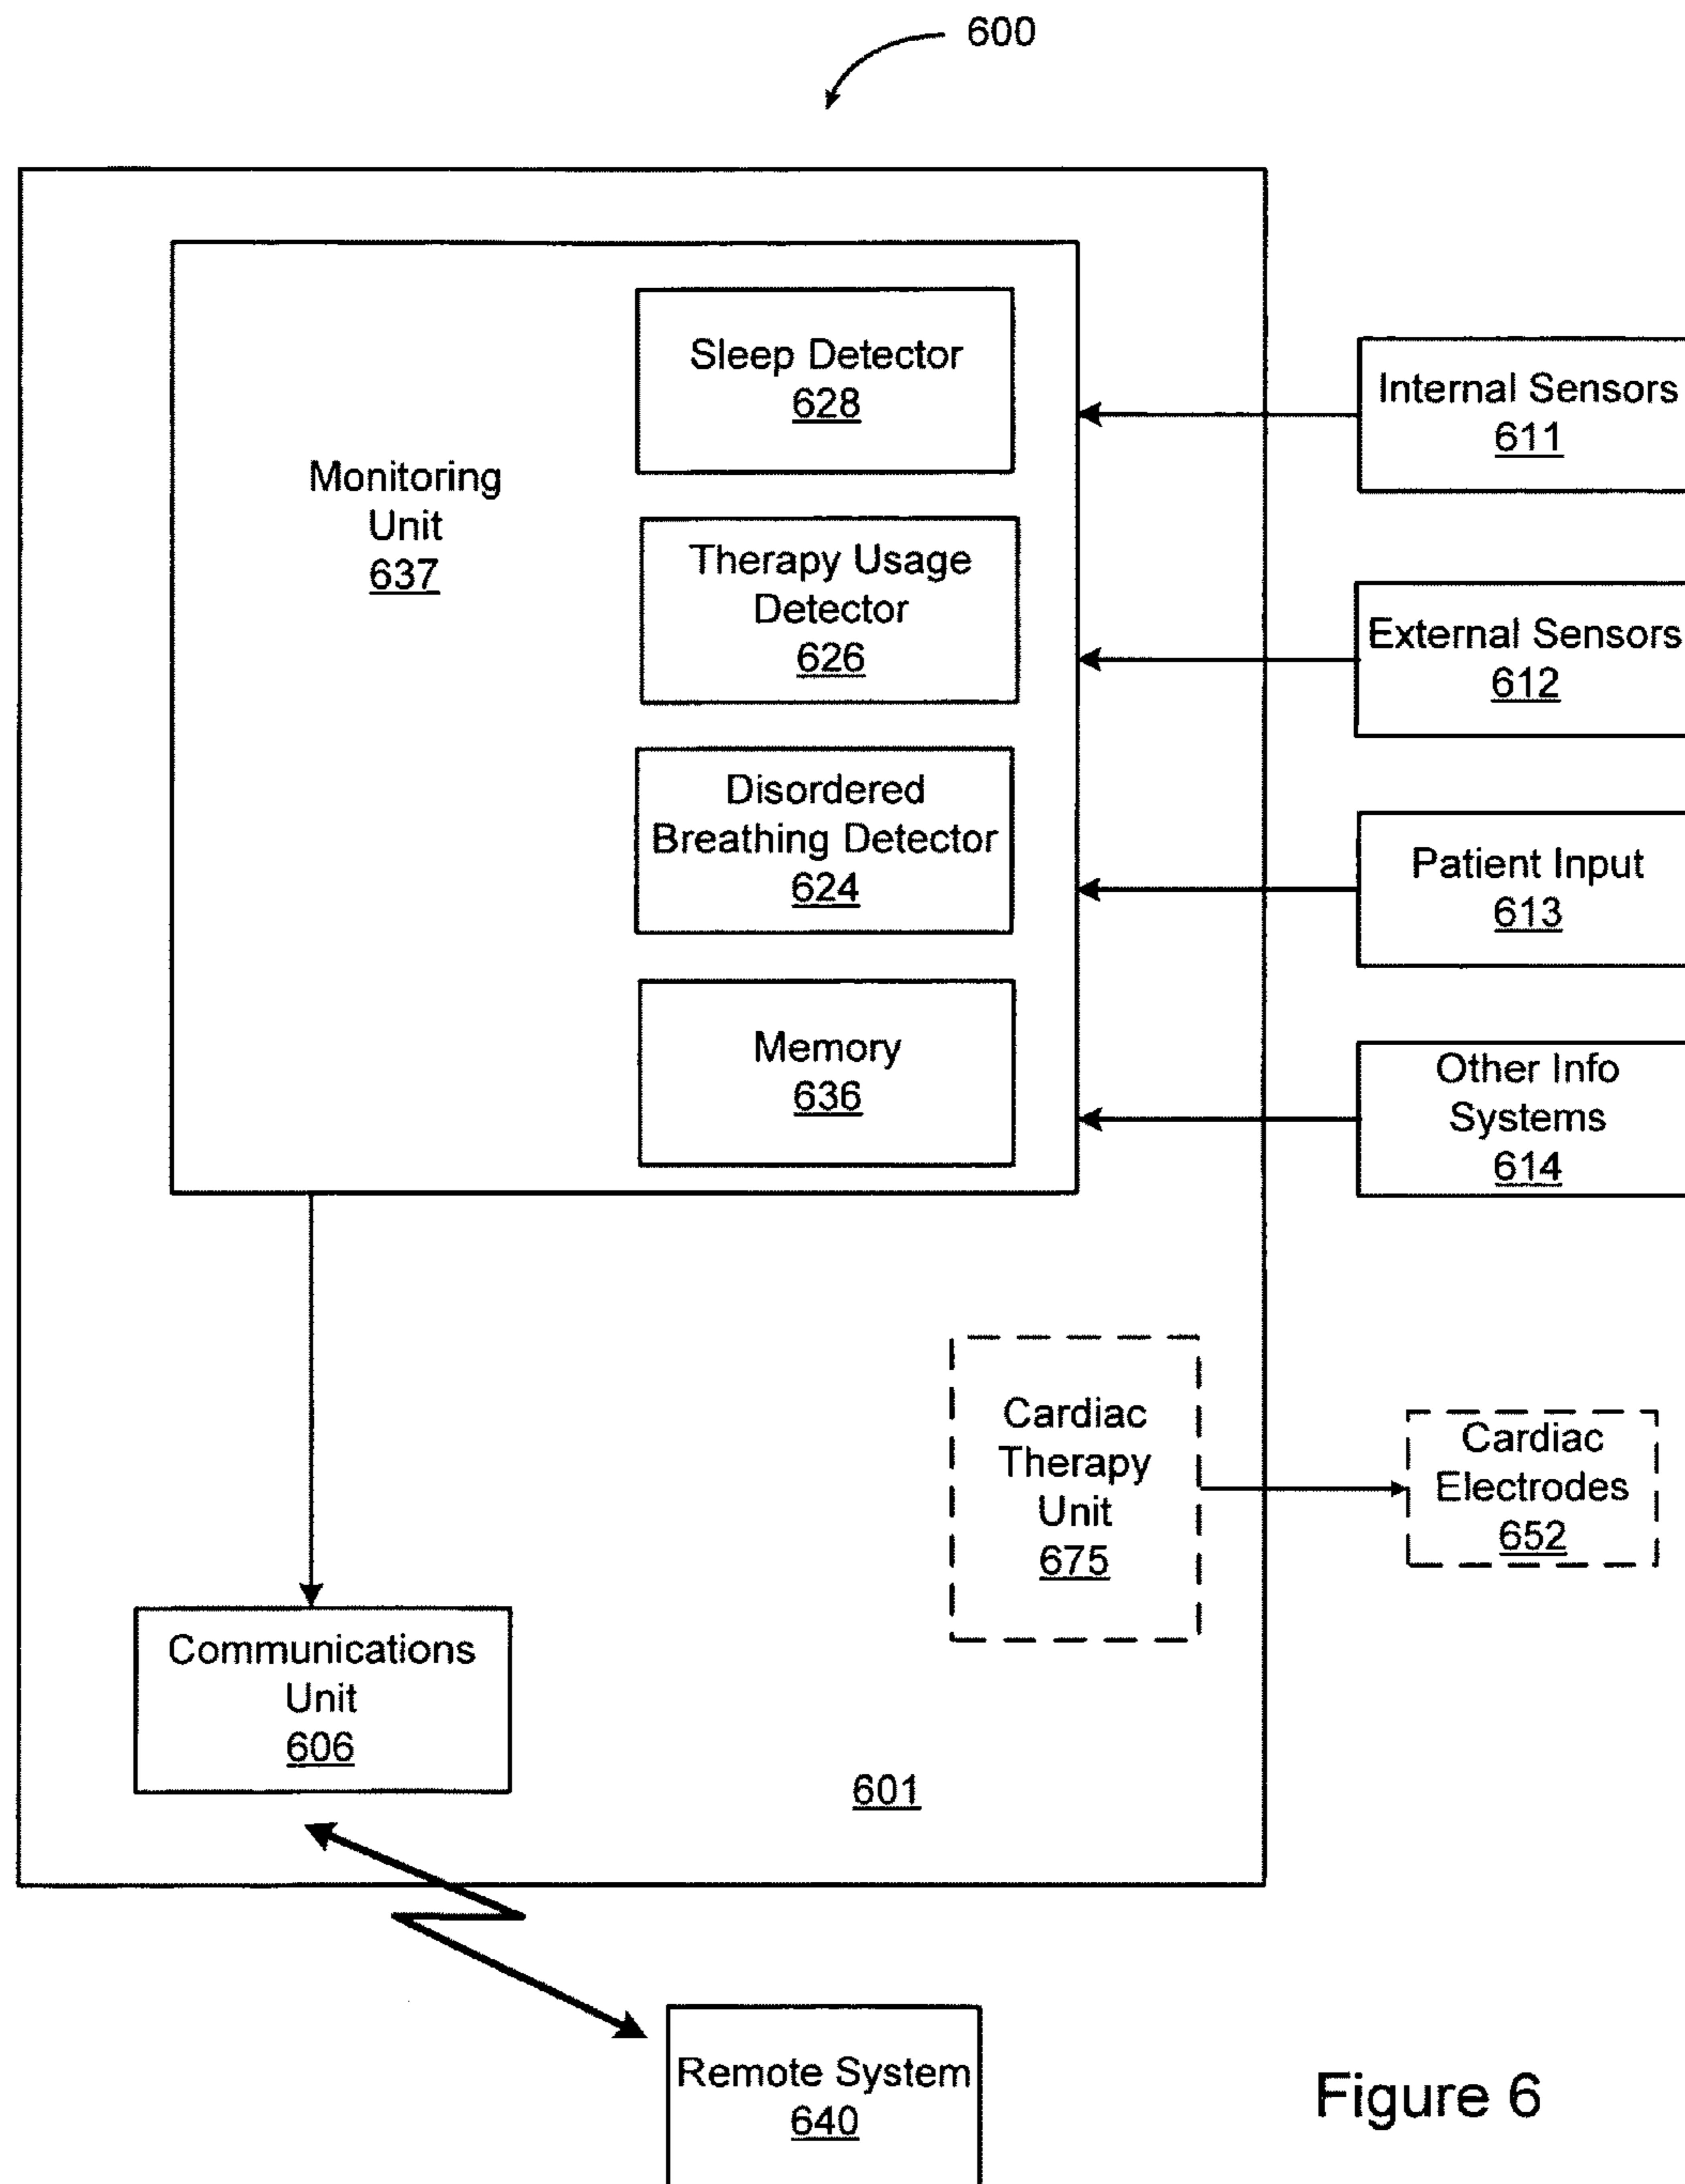 600
Sleep Detector
628
Monitoring
Unit
637
Therapy Usage
Detector
626
Disordered
Breathing Detector
624
Memory
636
Internal Sensors
611
External Sensors
612
Patient Input
613
Other Info
Systems
614
Cardiac
Therapy
Unit
675
Cardiac
Electrodes
652
Communications
Unit
606
601
Remote System
640
Figure 6